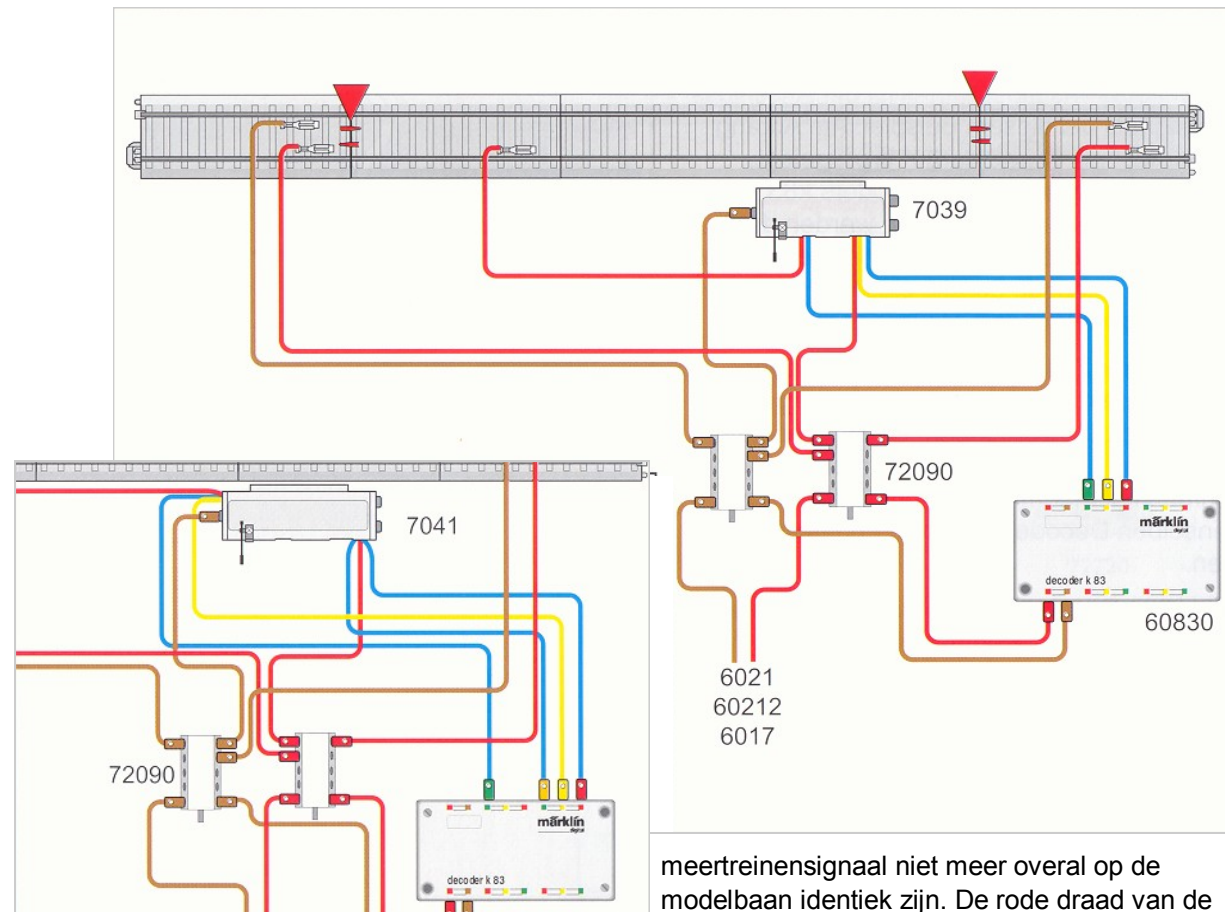 7039
72090
märklin
digital
decoder k 83
60830
6021
60212
6017
7041
72090
märklin
digital
decoder k 83
meertreinensignaal niet meer overal op de
modelbaan identiek zijn. De rode draad van de